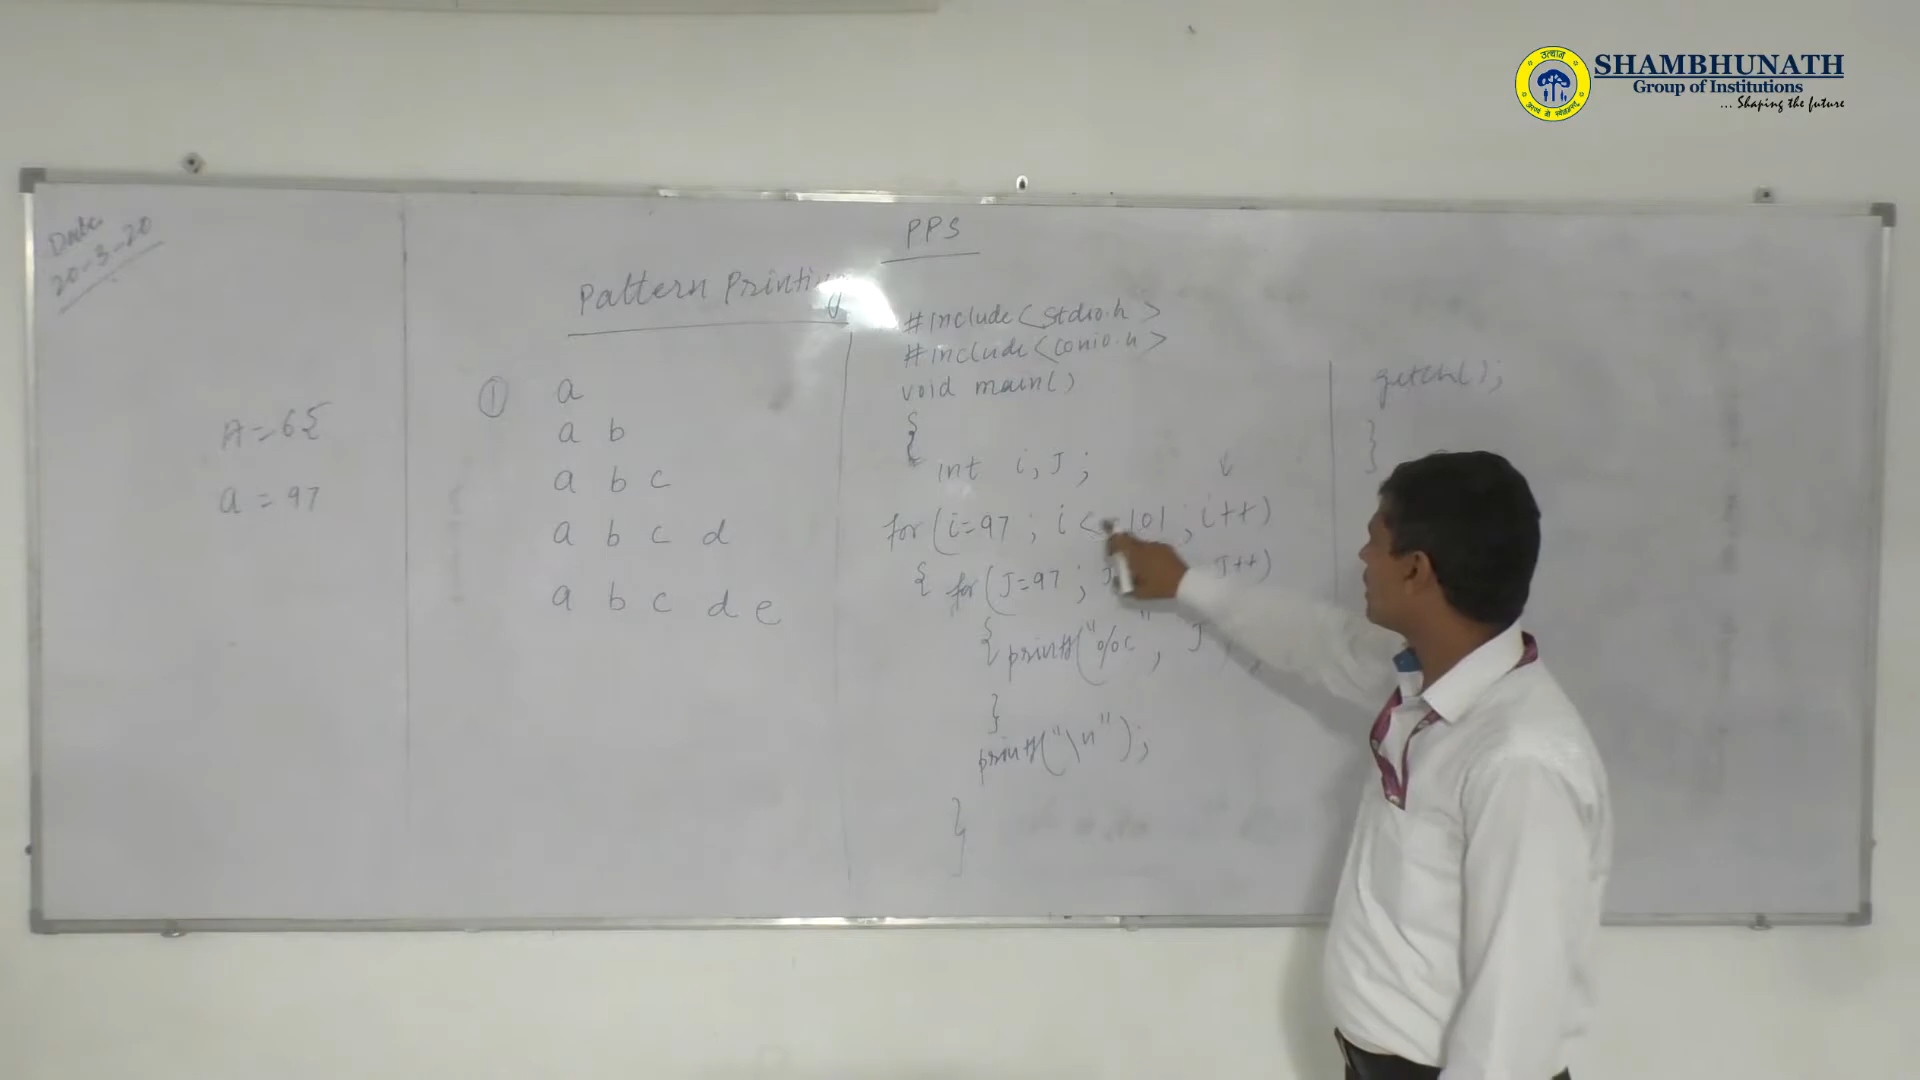 उत्थान
SHAMBHUNATH
Group of Institutions
... Shaping the future
Date
20-3-20
PPS
Pattern Printing
A = 65
a = 97
①
a
a b
a b c
a b c d
a b c d e
#include<stdio.h>
#include<conio.h>
void main()
{
int i, J;
for (i=97 ; i<=101 ; i++)
{ for (J=97 ; J J++)
{ printf("%c", J
}
printf("\n");
}
getch();
}